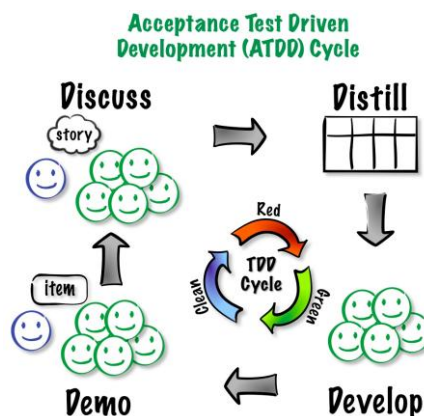 Acceptance Test Driven
Development (ATDD) Cycle
Discuss
story
Distill
Red
TDD
Cycle
Clean
Green
item
Demo
Develop